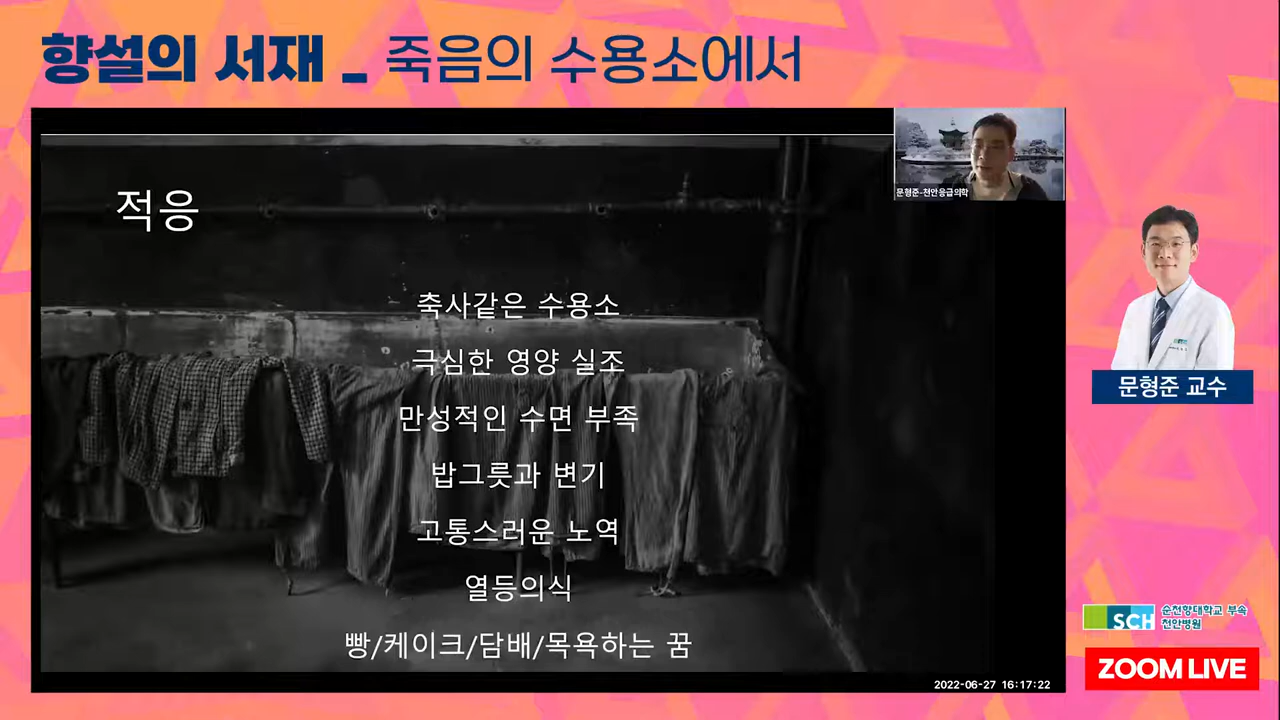 향설의 서재 _ 죽음의 수용소에서
문형준-천안응급의학
적응
축사같은 수용소
극심한 영양 실조
만성적인 수면 부족
밥그릇과 변기
고통스러운 노역
열등의식
빵/케이크/담배/목욕하는 꿈
2022-06-27 16:17:22
문형준 교수
SCH 순천향대학교 부속
천안병원
ZOOM LIVE